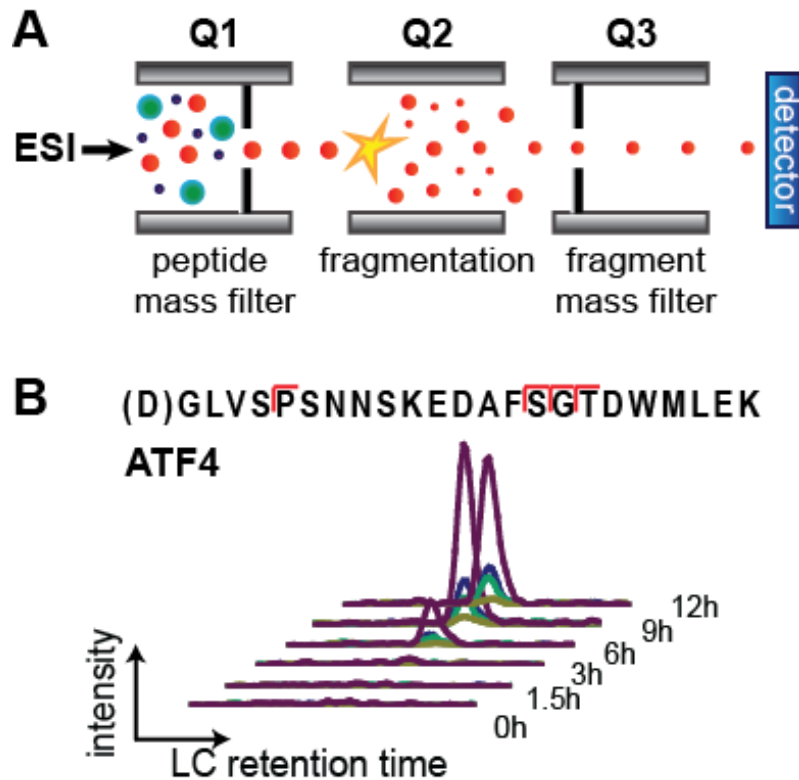 A
Q1 Q2 Q3
ESI
detector
peptide mass filter
fragmentation
fragment mass filter
B
(D)GLVSPSNNSKEDAFSGTDWMLEK
ATF4
12h
9h
6h
3h
1.5h
0h
intensity
LC retention time